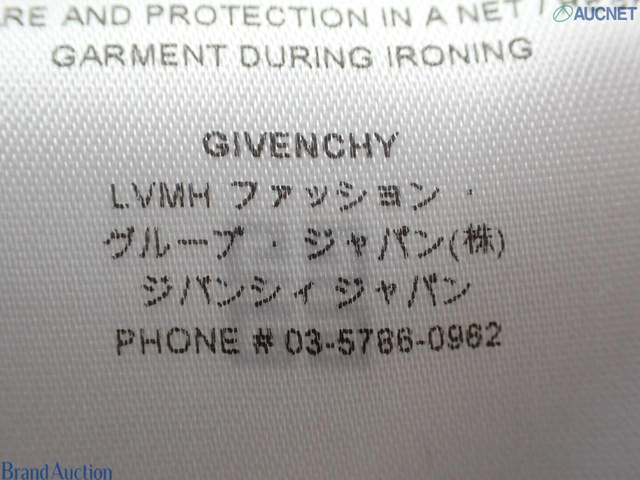 RE AND PROTECTION IN A NET
GARMENT DURING IRONING
GIVENCHY
LVMH ファッション ・
グループ ・ ジャパン(株)
ジバンシィ ジャパン
PHONE # 03-5786-0962
AUCNET
Brand Auction